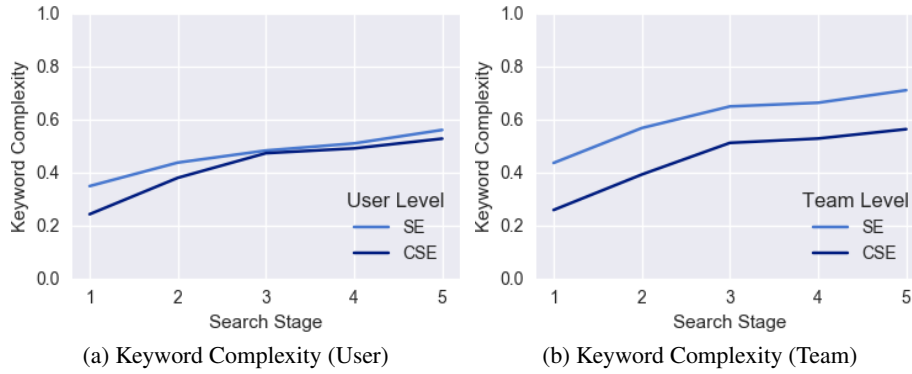 1.0
0.8
0.6
0.4
0.2
0.0
Keyword Complexity
User Level
SE
CSE
1 2 3 4 5
Search Stage
(a) Keyword Complexity (User)
1.0
0.8
0.6
0.4
0.2
0.0
Keyword Complexity
Team Level
SE
CSE
1 2 3 4 5
Search Stage
(b) Keyword Complexity (Team)